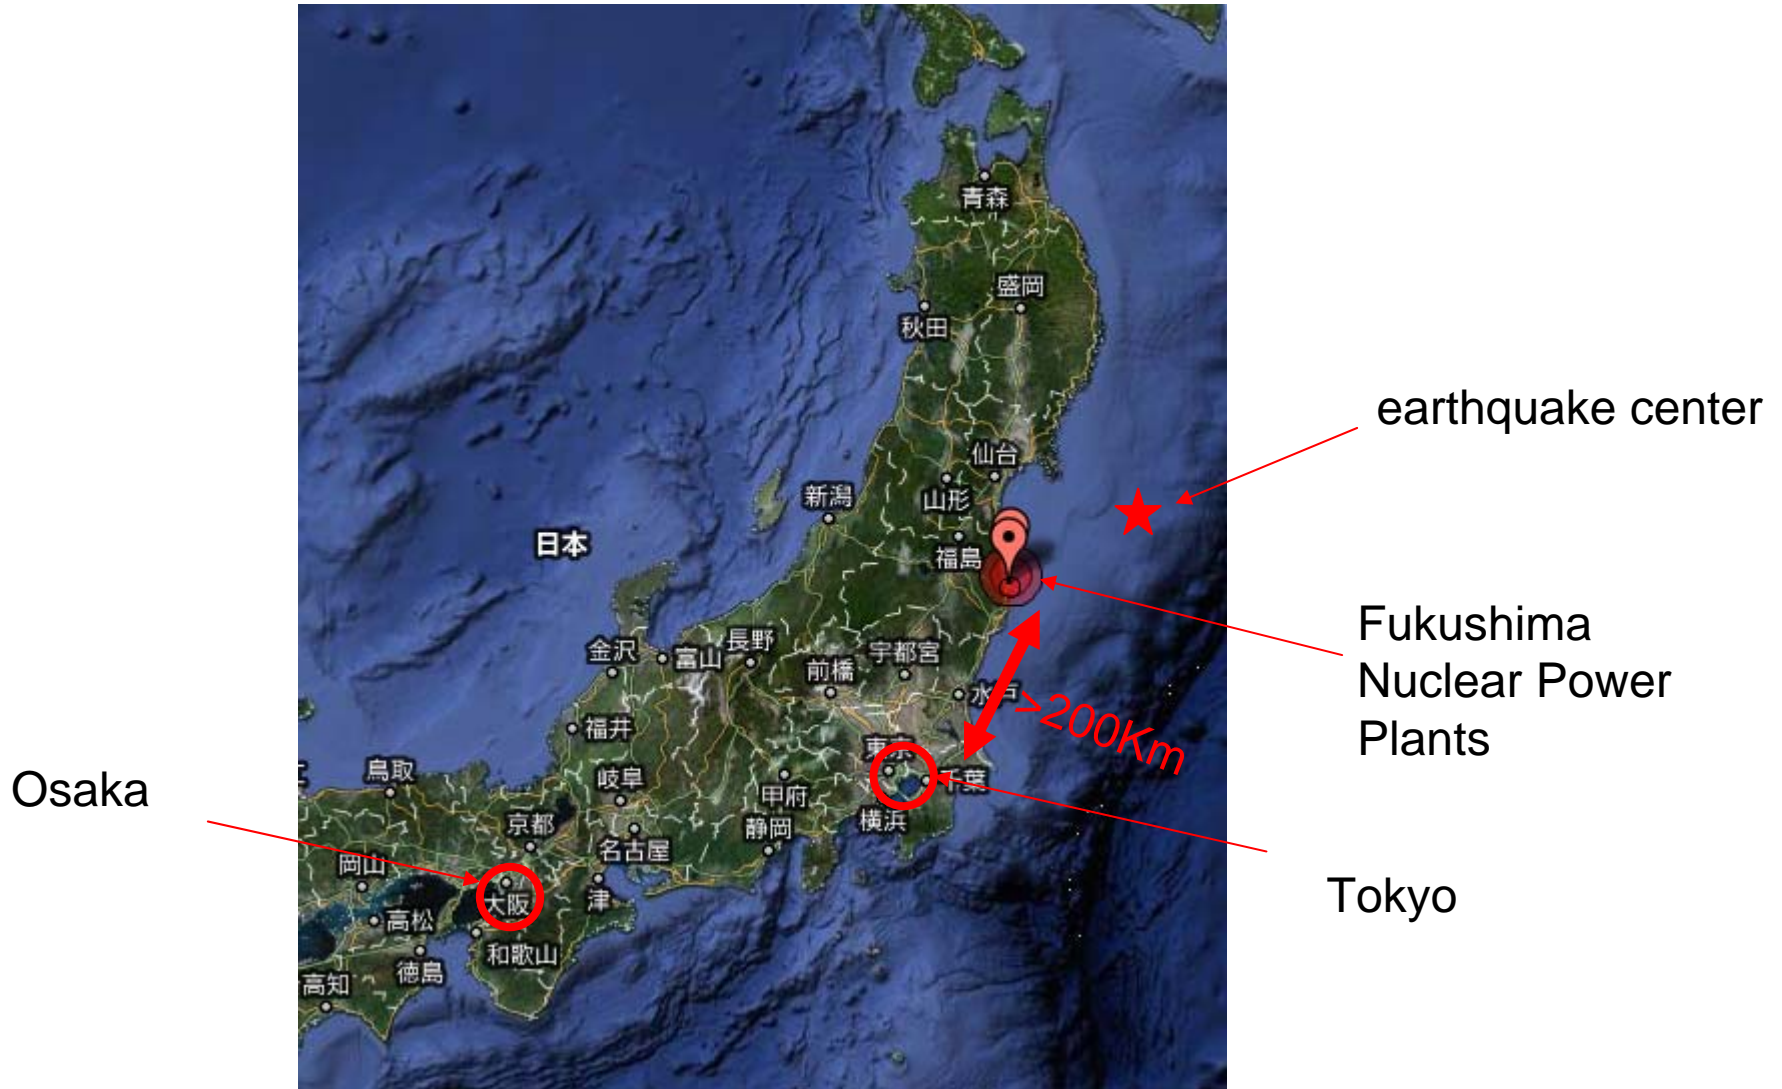 青森
盛岡
秋田
earthquake center
仙台
山形
新潟
日本
福島
Fukushima
Nuclear Power
Plants
金沢
富山
長野
前橋
宇都宮
水戸
>200Km
福井
東京
鳥取
岐阜
甲府
千葉
Osaka
横浜
静岡
京都
名古屋
岡山
津
大阪
Tokyo
高松
和歌山
徳島
高知